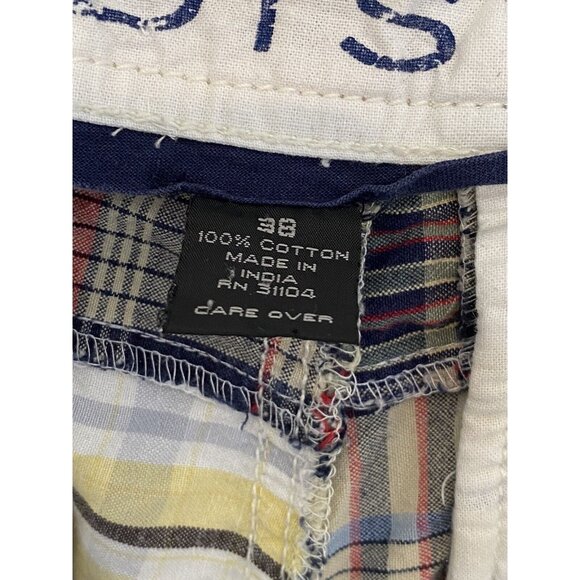 38
100% COTTON
MADE IN
INDIA
RN 31104
CARE OVER